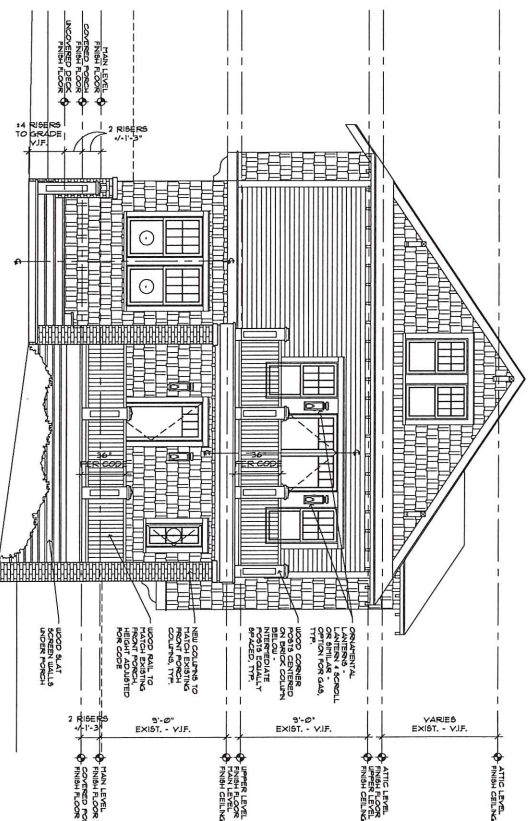 MAIN LEVEL
FINISH FLOOR
COVERED PORCH
FINISH FLOOR
UNCOVERED DECK
FINISH FLOOR
2 RISERS
+/-1'-3"
±4 RISERS
TO GRADE
V.I.F.
36"
PER CODE
36"
PER CODE
ORNAMENTAL
LANTERNS -
LANTERN & SCROLL
OR SIMILAR
OPTION FOR GAS,
TYP.
WOOD CORNER
POSTS CENTERED
ON BRICK COLUMN
BELOW
INTERMEDIATE
POSTS EQUALLY
SPACED, TYP.
NEW COLUMNS TO
MATCH EXISTING
FRONT PORCH
COLUMNS, TYP.
WOOD RAIL TO
MATCH EXISTING
FRONT PORCH,
HEIGHT ADJUSTED
FOR CODE
WOOD SLAT
SCREEN WALLS
UNDER PORCH
VARIES
EXIST. - V.I.F.
9'-0"
EXIST. - V.I.F.
9'-0"
EXIST. - V.I.F.
2 RISERS
+/-1'-3"
ATTIC LEVEL
FINISH CEILING
ATTIC LEVEL
FINISH FLOOR
UPPER LEVEL
FINISH CEILING
UPPER LEVEL
FINISH FLOOR
MAIN LEVEL
FINISH CEILING
MAIN LEVEL
FINISH FLOOR
COVERED PO
FINISH FLOOR